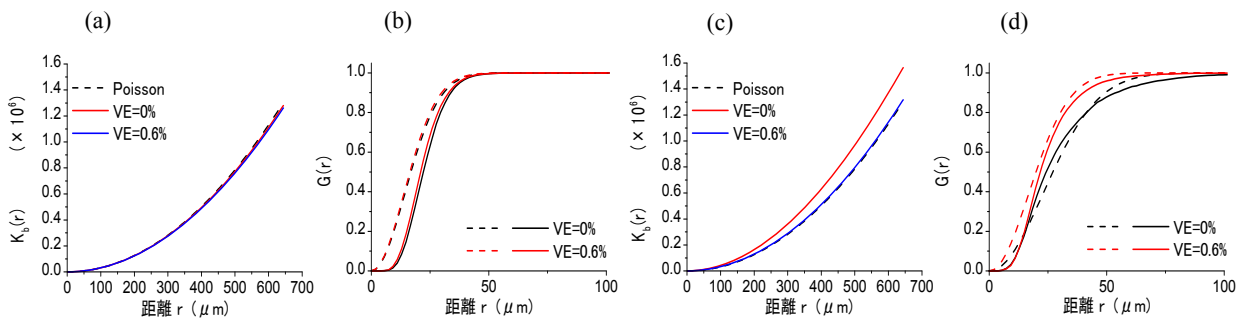 (a)
1.6
1.4
1.2
1.0
0.8
0.6
0.4
0.2
0.0
K_b(r) (× 10⁶)
Poisson
VE=0%
VE=0.6%
0 100 200 300 400 500 600 700
距離 r (μm)
(b)
1.0
0.8
0.6
0.4
0.2
0.0
G(r)
VE=0%
VE=0.6%
0 50 100
距離 r (μm)
(c)
1.6
1.4
1.2
1.0
0.8
0.6
0.4
0.2
0.0
K_b(r) (× 10⁶)
Poisson
VE=0%
VE=0.6%
0 100 200 300 400 500 600 700
距離 r (μm)
(d)
1.0
0.8
0.6
0.4
0.2
0.0
G(r)
VE=0%
VE=0.6%
0 50 100
距離 r (μm)